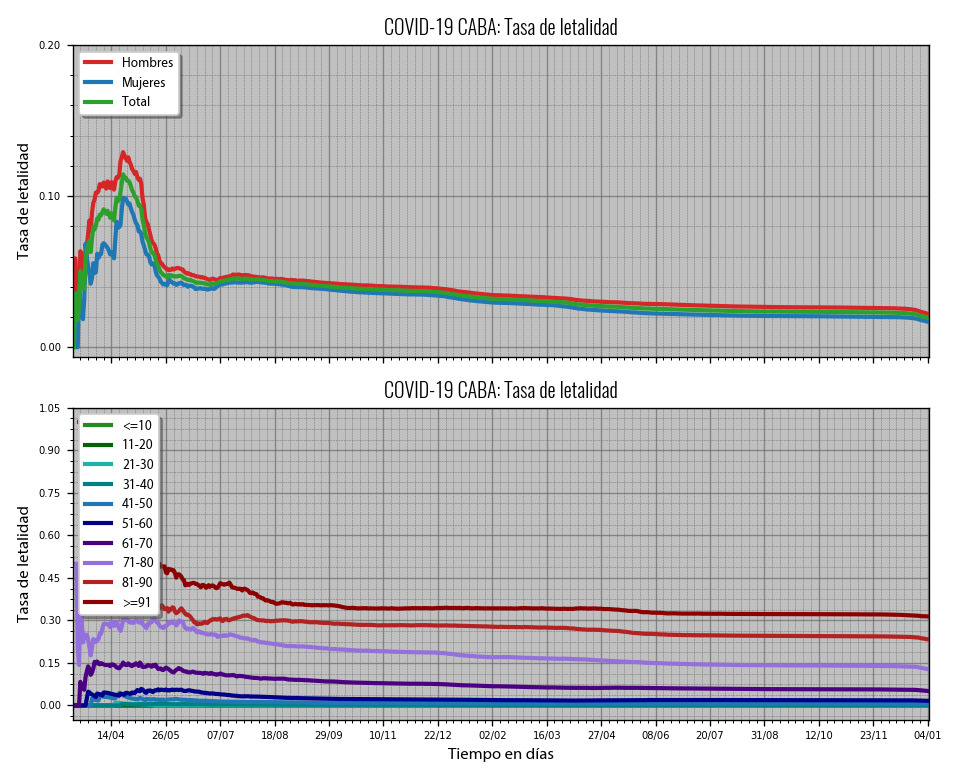 COVID-19 CABA: Tasa de letalidad
Tasa de letalidad
0.20
0.10
0.00
Hombres
Mujeres
Total
COVID-19 CABA: Tasa de letalidad
Tasa de letalidad
1.05
0.90
0.75
0.60
0.45
0.30
0.15
0.00
<=10
11-20
21-30
31-40
41-50
51-60
61-70
71-80
81-90
>=91
14/04 26/05 07/07 18/08 29/09 10/11 22/12 02/02 16/03 27/04 08/06 20/07 31/08 12/10 23/11 04/01
Tiempo en días